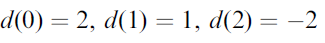 d(0) = 2, d(1) = 1, d(2) = −2